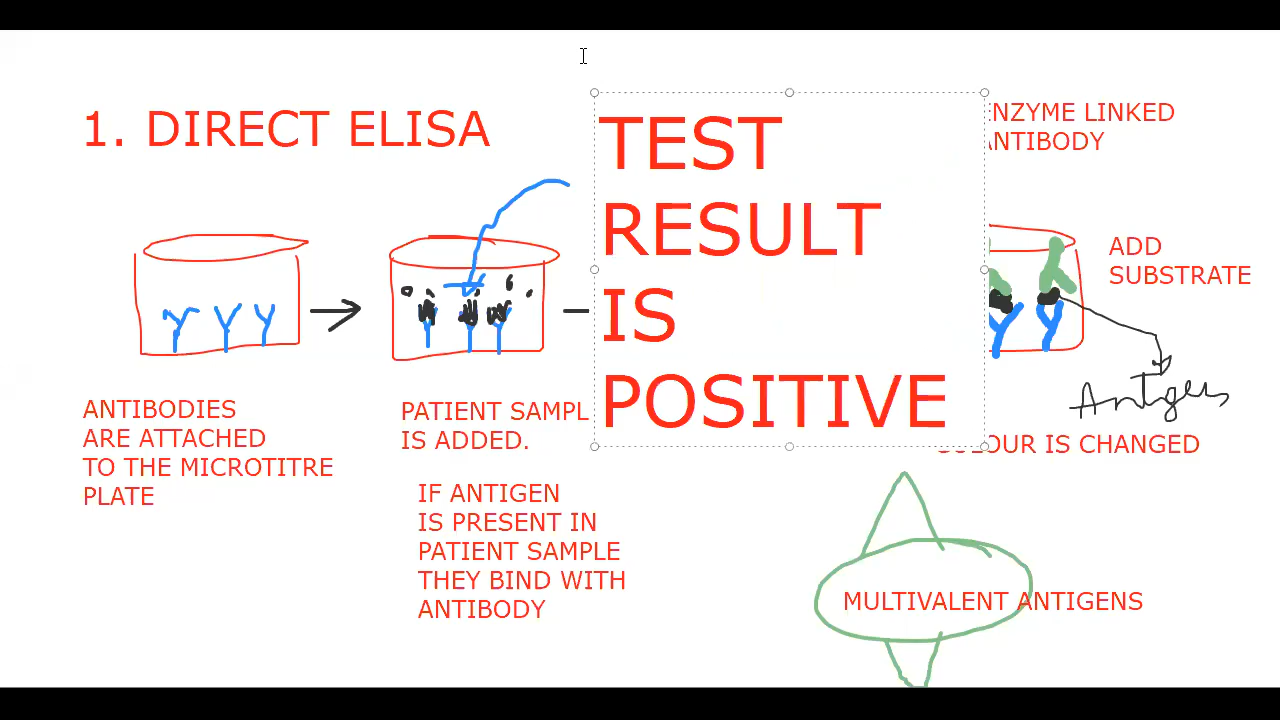 1. DIRECT ELISA
ANTIBODIES
ARE ATTACHED
TO THE MICROTITRE
PLATE
PATIENT SAMPL
IS ADDED.
IF ANTIGEN
IS PRESENT IN
PATIENT SAMPLE
THEY BIND WITH
ANTIBODY
TEST
RESULT
IS
POSITIVE
NZYME LINKED
NTIBODY
ADD
SUBSTRATE
Antigen
OUR IS CHANGED
MULTIVALENT ANTIGENS